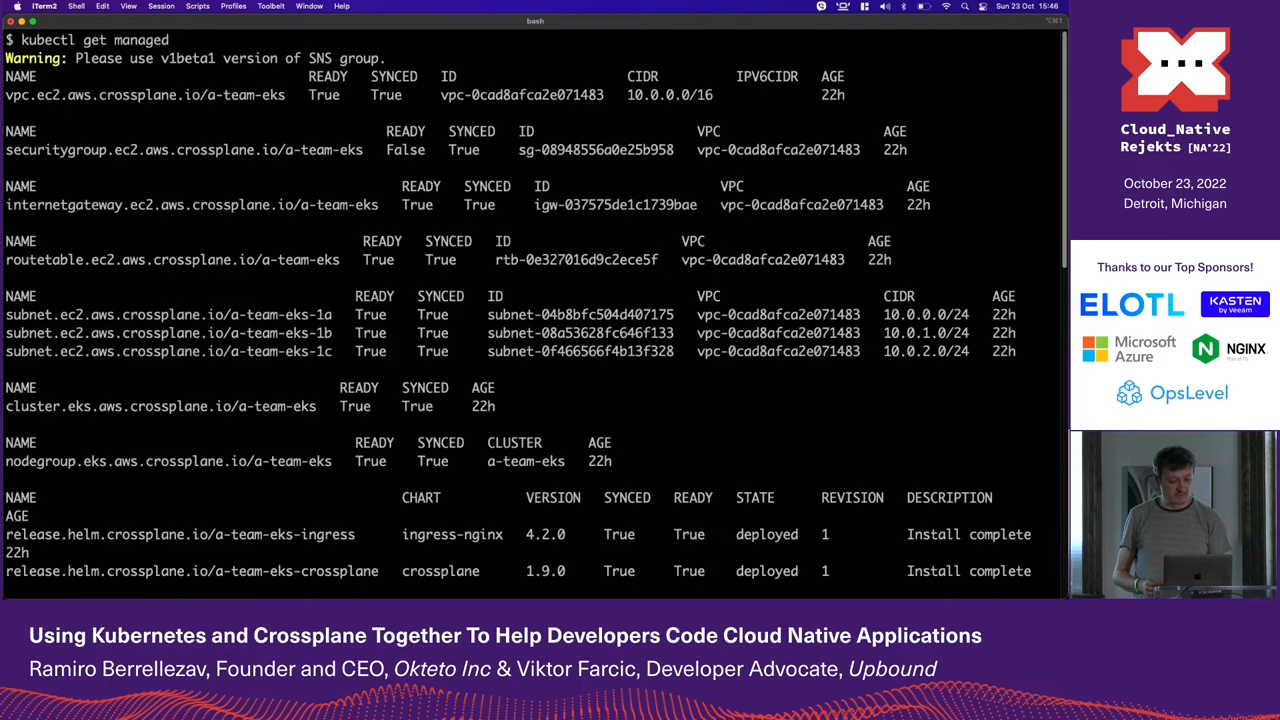 iTerm2 Shell Edit View Session Scripts Profiles Toolbelt Window Help Sun 23 Oct 15:46
bash
⌥⌘1
$ kubectl get managed
Warning: Please use v1beta1 version of SNS group.
NAME READY SYNCED ID CIDR IPV6CIDR AGE
vpc.ec2.aws.crossplane.io/a-team-eks True True vpc-0cad8afca2e071483 10.0.0.0/16 22h
NAME READY SYNCED ID VPC AGE
securitygroup.ec2.aws.crossplane.io/a-team-eks False True sg-08948556a0e25b958 vpc-0cad8afca2e071483 22h
NAME READY SYNCED ID VPC AGE
internetgateway.ec2.aws.crossplane.io/a-team-eks True True igw-037575de1c1739bae vpc-0cad8afca2e071483 22h
NAME READY SYNCED ID VPC AGE
routetable.ec2.aws.crossplane.io/a-team-eks True True rtb-0e327016d9c2ece5f vpc-0cad8afca2e071483 22h
NAME READY SYNCED ID VPC CIDR AGE
subnet.ec2.aws.crossplane.io/a-team-eks-1a True True subnet-04b8bfc504d407175 vpc-0cad8afca2e071483 10.0.0.0/24 22h
subnet.ec2.aws.crossplane.io/a-team-eks-1b True True subnet-08a53628fc646f133 vpc-0cad8afca2e071483 10.0.1.0/24 22h
subnet.ec2.aws.crossplane.io/a-team-eks-1c True True subnet-0f466566f4b13f328 vpc-0cad8afca2e071483 10.0.2.0/24 22h
NAME READY SYNCED AGE
cluster.eks.aws.crossplane.io/a-team-eks True True 22h
NAME READY SYNCED CLUSTER AGE
nodegroup.eks.aws.crossplane.io/a-team-eks True True a-team-eks 22h
NAME CHART VERSION SYNCED READY STATE REVISION DESCRIPTION
AGE
release.helm.crossplane.io/a-team-eks-ingress ingress-nginx 4.2.0 True True deployed 1 Install complete
22h
release.helm.crossplane.io/a-team-eks-crossplane crossplane 1.9.0 True True deployed 1 Install complete
Cloud_Native
Rejekts [NA'22]
October 23, 2022
Detroit, Michigan
Thanks to our Top Sponsors!
ELOTL
KASTEN
by Veeam
Microsoft
Azure
NGINX
Part of F5
OpsLevel
Using Kubernetes and Crossplane Together To Help Developers Code Cloud Native Applications
Ramiro Berrellezav, Founder and CEO, Okteto Inc & Viktor Farcic, Developer Advocate, Upbound